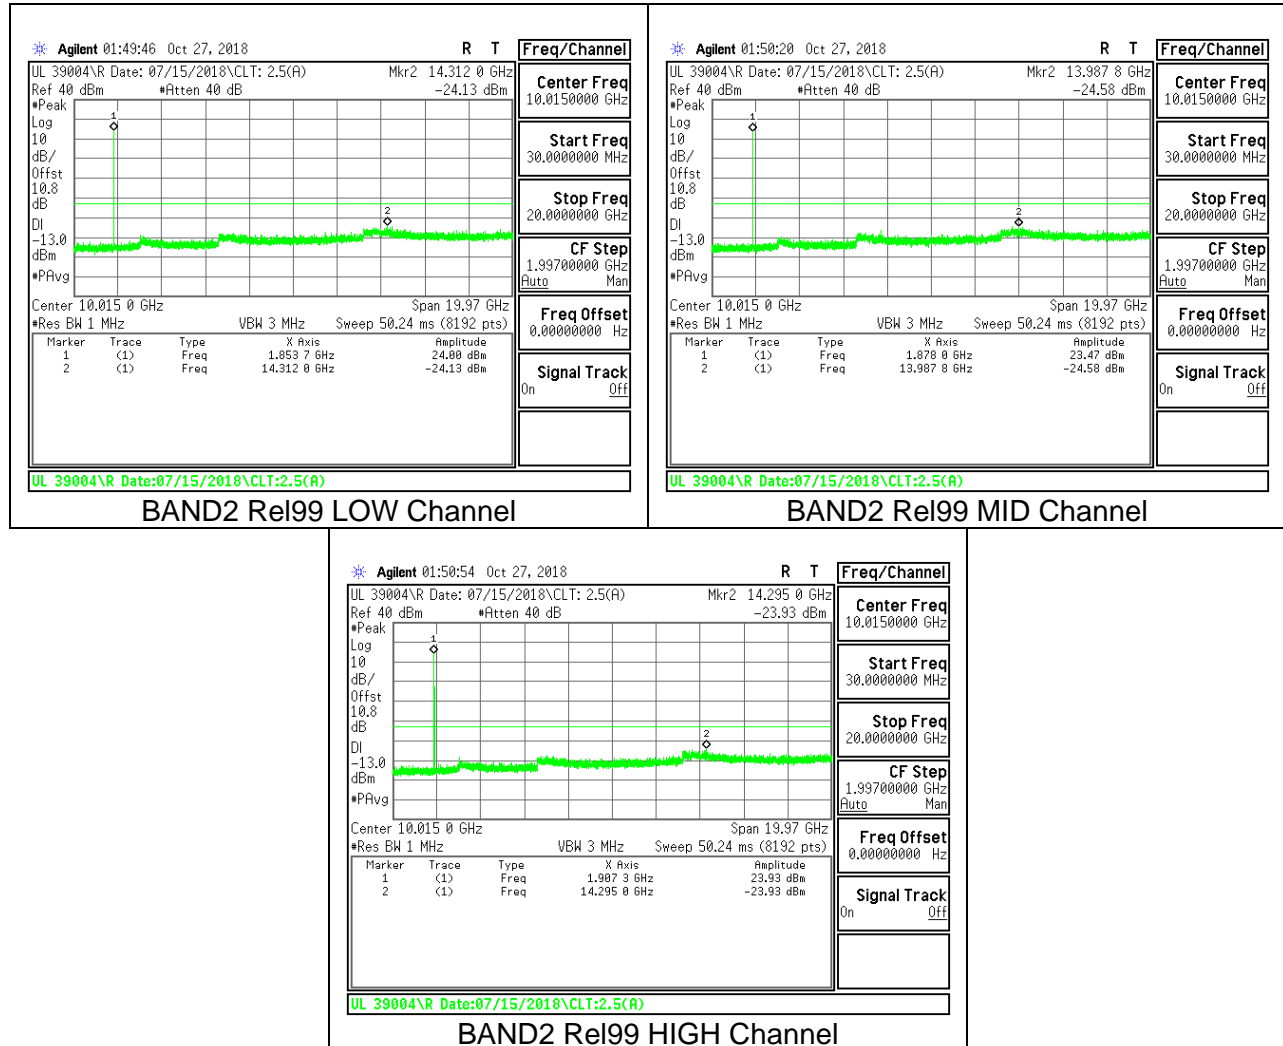 Agilent 01:49:46 Oct 27, 2018 R T
UL 39004\R Date: 07/15/2018\CLT: 2.5(A) Mkr2 14.312 0 GHz
Ref 40 dBm #Atten 40 dB -24.13 dBm
#Peak
Log
10
dB/
Offst
10.8
dB
DI
-13.0
dBm
#PAvg
1
2
Center 10.015 0 GHz Span 19.97 GHz
#Res BW 1 MHz VBW 3 MHz Sweep 50.24 ms (8192 pts)
Marker Trace Type X Axis Amplitude
1 (1) Freq 1.853 7 GHz 24.00 dBm
2 (1) Freq 14.312 0 GHz -24.13 dBm
UL 39004\R Date:07/15/2018\CLT:2.5(A)
Freq/Channel
Center Freq
10.0150000 GHz
Start Freq
30.0000000 MHz
Stop Freq
20.0000000 GHz
CF Step
1.99700000 GHz
Auto Man
Freq Offset
0.00000000 Hz
Signal Track
On Off
BAND2 Rel99 LOW Channel
Agilent 01:50:20 Oct 27, 2018 R T
UL 39004\R Date: 07/15/2018\CLT: 2.5(A) Mkr2 13.987 8 GHz
Ref 40 dBm #Atten 40 dB -24.58 dBm
#Peak
Log
10
dB/
Offst
10.8
dB
DI
-13.0
dBm
#PAvg
1
2
Center 10.015 0 GHz Span 19.97 GHz
#Res BW 1 MHz VBW 3 MHz Sweep 50.24 ms (8192 pts)
Marker Trace Type X Axis Amplitude
1 (1) Freq 1.878 0 GHz 23.47 dBm
2 (1) Freq 13.987 8 GHz -24.58 dBm
UL 39004\R Date:07/15/2018\CLT:2.5(A)
Freq/Channel
Center Freq
10.0150000 GHz
Start Freq
30.0000000 MHz
Stop Freq
20.0000000 GHz
CF Step
1.99700000 GHz
Auto Man
Freq Offset
0.00000000 Hz
Signal Track
On Off
BAND2 Rel99 MID Channel
Agilent 01:50:54 Oct 27, 2018 R T
UL 39004\R Date: 07/15/2018\CLT: 2.5(A) Mkr2 14.295 0 GHz
Ref 40 dBm #Atten 40 dB -23.93 dBm
#Peak
Log
10
dB/
Offst
10.8
dB
DI
-13.0
dBm
#PAvg
1
2
Center 10.015 0 GHz Span 19.97 GHz
#Res BW 1 MHz VBW 3 MHz Sweep 50.24 ms (8192 pts)
Marker Trace Type X Axis Amplitude
1 (1) Freq 1.907 3 GHz 23.93 dBm
2 (1) Freq 14.295 0 GHz -23.93 dBm
UL 39004\R Date:07/15/2018\CLT:2.5(A)
Freq/Channel
Center Freq
10.0150000 GHz
Start Freq
30.0000000 MHz
Stop Freq
20.0000000 GHz
CF Step
1.99700000 GHz
Auto Man
Freq Offset
0.00000000 Hz
Signal Track
On Off
BAND2 Rel99 HIGH Channel